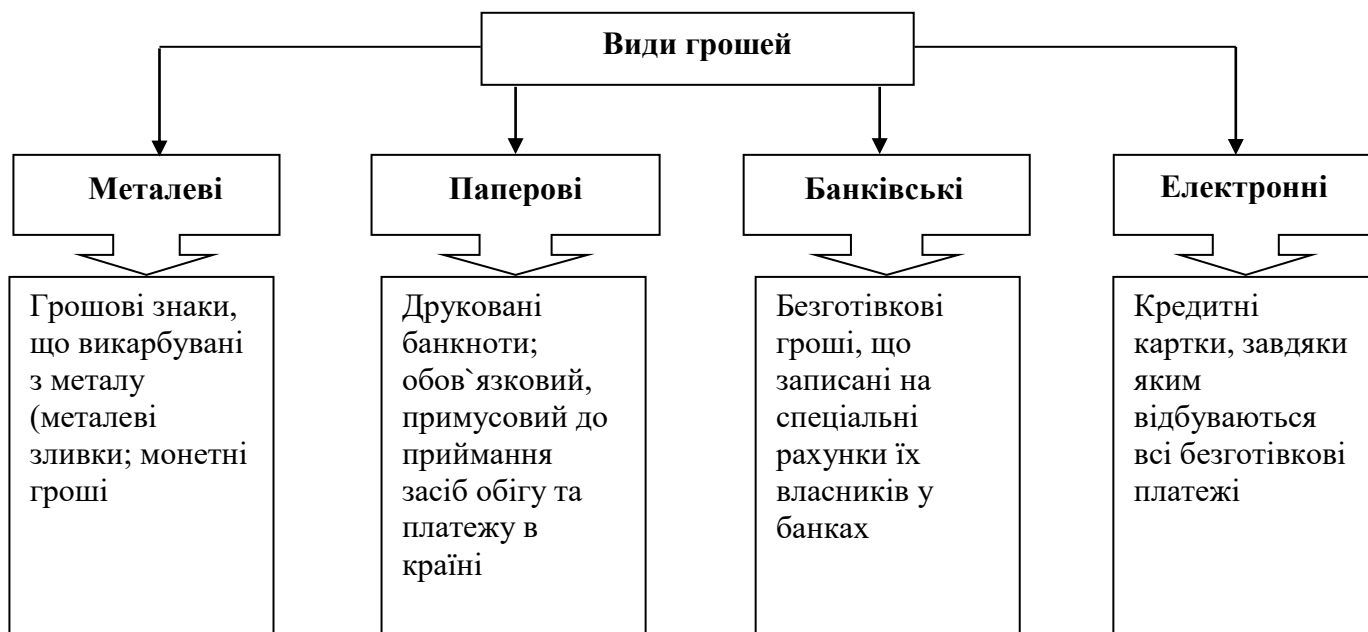 Види грошей
Металеві
Паперові
Банківські
Електронні
Грошові знаки,
що викарбувані
з металу
(металеві
зливки; монетні
гроші
Друковані
банкноти;
обов`язковий,
примусовий до
приймання
засіб обігу та
платежу в
країні
Безготівкові
гроші, що
записані на
спеціальні
рахунки їх
власників у
банках
Кредитні
картки, завдяки
яким
відбуваються
всі безготівкові
платежі